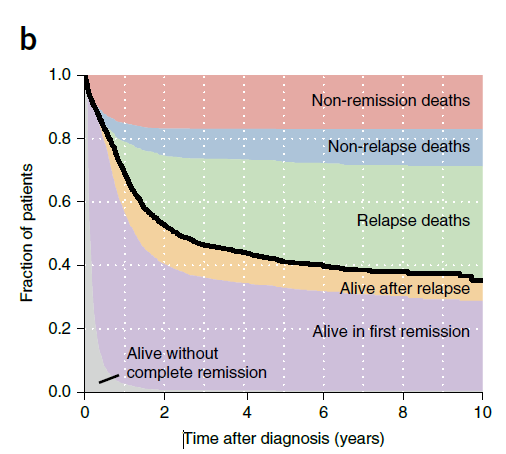 b
1.0
0.8
0.6
0.4
0.2
0.0
Fraction of patients
Non-remission deaths
Non-relapse deaths
Relapse deaths
Alive after relapse
Alive in first remission
Alive without
complete remission
0 2 4 6 8 10
Time after diagnosis (years)